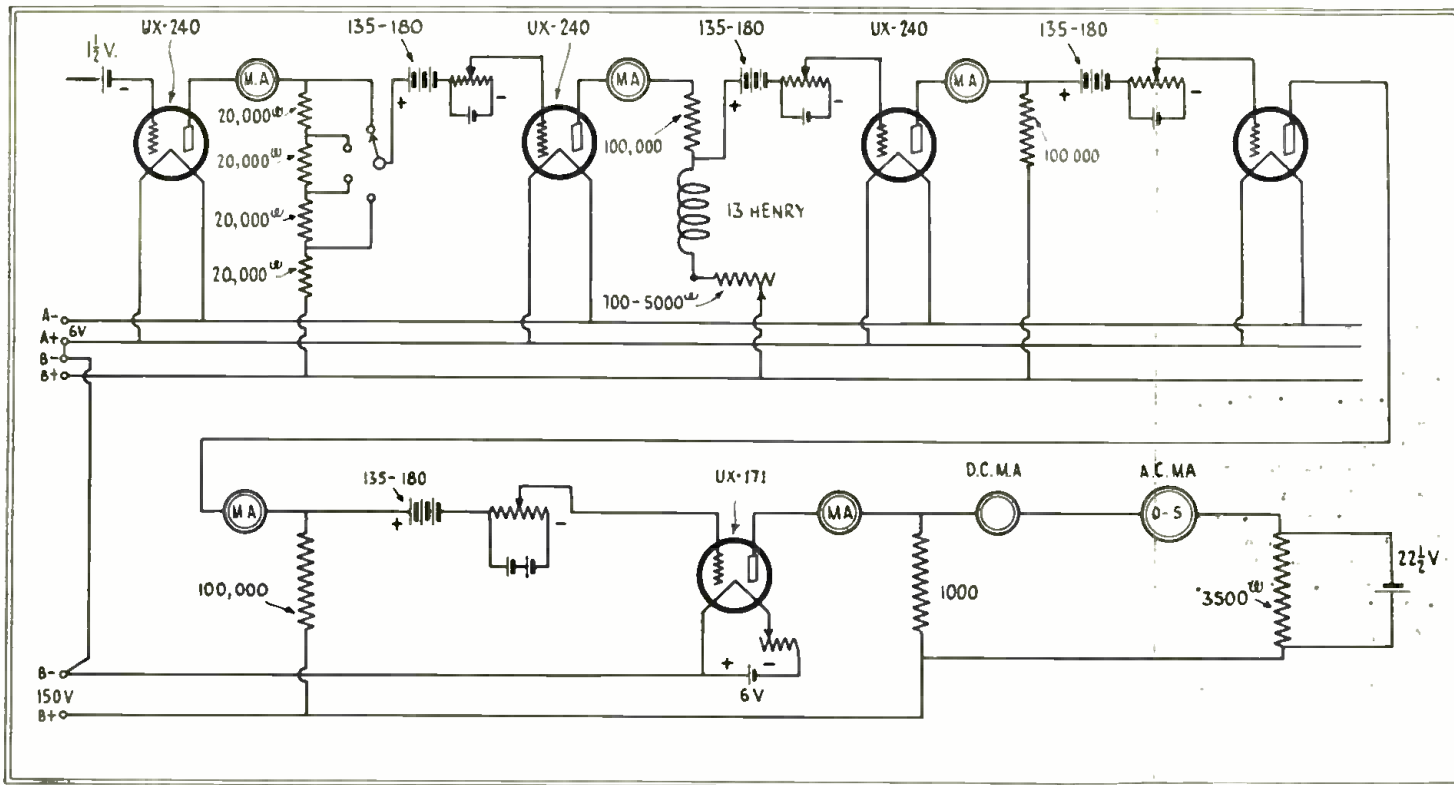 UX-240
135-180
UX-240
135-180
UX-240
135-180
1½ V.
-
M.A
+
-
MA
+
-
MA
+
-
20,000ω
20,000ω
20,000ω
20,000ω
100,000
13 HENRY
100-5000ω
100 000
A-
6V
A+
B-
B+
135-180
UX-171
D.C.M.A
A.C.MA
MA
+
-
MA
0-5
22½ V
100,000
1000
3500ω
+
-
6V
B-
150V
B+